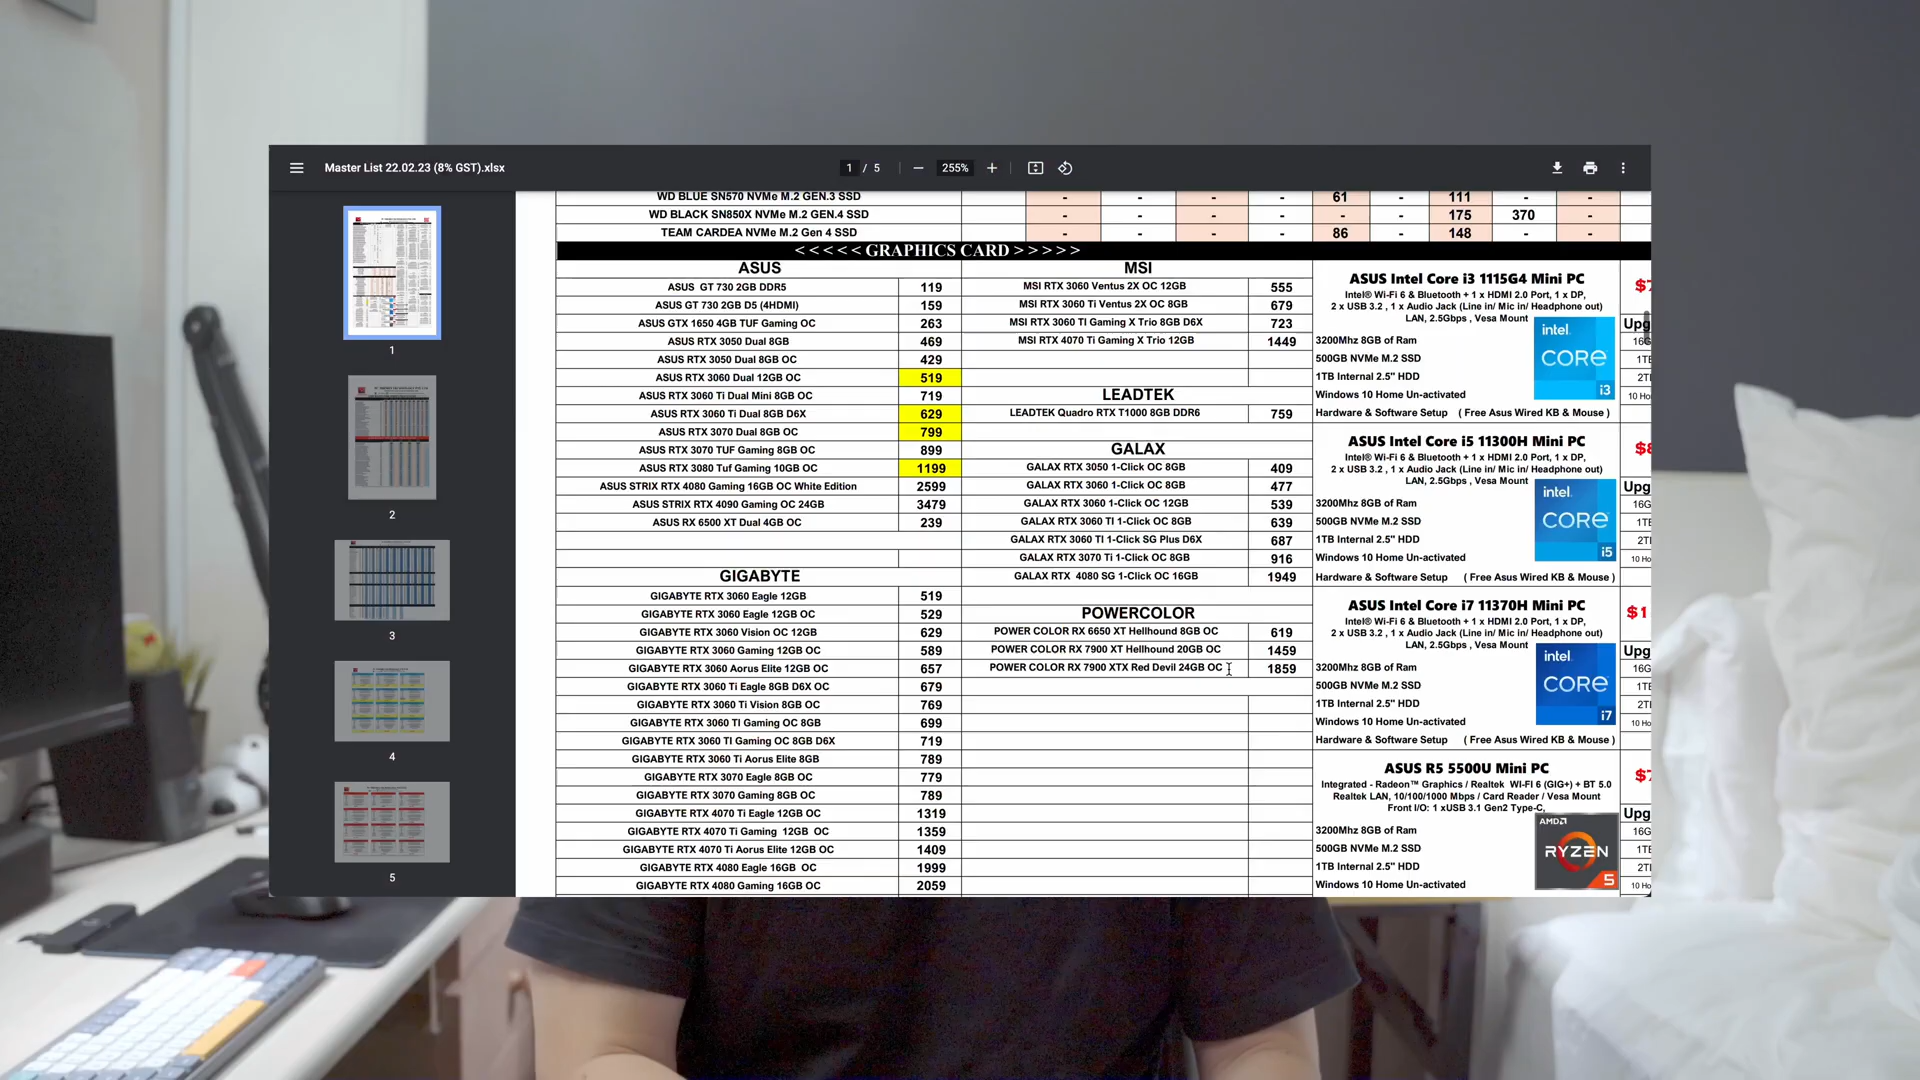 Master List 22.02.23 (8% GST).xlsx
1 / 5
255%
WD BLUE SN570 NVMe M.2 GEN.3 SSD - - - - 61 - 111 - -
WD BLACK SN850X NVMe M.2 GEN.4 SSD - - - - - - 175 370 -
TEAM CARDEA NVMe M.2 Gen 4 SSD - - - - 86 - 148 - -
< < < < < GRAPHICS CARD > > > > >
ASUS
ASUS GT 730 2GB DDR5 119
ASUS GT 730 2GB D5 (4HDMI) 159
ASUS GTX 1650 4GB TUF Gaming OC 263
ASUS RTX 3050 Dual 8GB 469
ASUS RTX 3050 Dual 8GB OC 429
ASUS RTX 3060 Dual 12GB OC 519
ASUS RTX 3060 Ti Dual Mini 8GB OC 719
ASUS RTX 3060 Ti Dual 8GB D6X 629
ASUS RTX 3070 Dual 8GB OC 799
ASUS RTX 3070 TUF Gaming 8GB OC 899
ASUS RTX 3080 Tuf Gaming 10GB OC 1199
ASUS STRIX RTX 4080 Gaming 16GB OC White Edition 2599
ASUS STRIX RTX 4090 Gaming OC 24GB 3479
ASUS RX 6500 XT Dual 4GB OC 239
GIGABYTE
GIGABYTE RTX 3060 Eagle 12GB 519
GIGABYTE RTX 3060 Eagle 12GB OC 529
GIGABYTE RTX 3060 Vision OC 12GB 629
GIGABYTE RTX 3060 Gaming 12GB OC 589
GIGABYTE RTX 3060 Aorus Elite 12GB OC 657
GIGABYTE RTX 3060 Ti Eagle 8GB D6X OC 679
GIGABYTE RTX 3060 Ti Vision 8GB OC 769
GIGABYTE RTX 3060 TI Gaming OC 8GB 699
GIGABYTE RTX 3060 TI Gaming OC 8GB D6X 719
GIGABYTE RTX 3060 Ti Aorus Elite 8GB 789
GIGABYTE RTX 3070 Eagle 8GB OC 779
GIGABYTE RTX 3070 Gaming 8GB OC 789
GIGABYTE RTX 4070 Ti Eagle 12GB OC 1319
GIGABYTE RTX 4070 Ti Gaming 12GB OC 1359
GIGABYTE RTX 4070 Ti Aorus Elite 12GB OC 1409
GIGABYTE RTX 4080 Eagle 16GB OC 1999
GIGABYTE RTX 4080 Gaming 16GB OC 2059
MSI
MSI RTX 3060 Ventus 2X OC 12GB 555
MSI RTX 3060 Ti Ventus 2X OC 8GB 679
MSI RTX 3060 TI Gaming X Trio 8GB D6X 723
MSI RTX 4070 Ti Gaming X Trio 12GB 1449
LEADTEK
LEADTEK Quadro RTX T1000 8GB DDR6 759
GALAX
GALAX RTX 3050 1-Click OC 8GB 409
GALAX RTX 3060 1-Click OC 8GB 477
GALAX RTX 3060 1-Click OC 12GB 539
GALAX RTX 3060 TI 1-Click OC 8GB 639
GALAX RTX 3060 TI 1-Click SG Plus D6X 687
GALAX RTX 3070 Ti 1-Click OC 8GB 916
GALAX RTX 4080 SG 1-Click OC 16GB 1949
POWERCOLOR
POWER COLOR RX 6650 XT Hellhound 8GB OC 619
POWER COLOR RX 7900 XT Hellhound 20GB OC 1459
POWER COLOR RX 7900 XTX Red Devil 24GB OC 1859
ASUS Intel Core i3 1115G4 Mini PC
Intel® Wi-Fi 6 & Bluetooth + 1 x HDMI 2.0 Port, 1 x DP,
2 x USB 3.2 , 1 x Audio Jack (Line in/ Mic in/ Headphone out)
LAN, 2.5Gbps , Vesa Mount
3200Mhz 8GB of Ram
500GB NVMe M.2 SSD
1TB Internal 2.5" HDD
Windows 10 Home Un-activated
Hardware & Software Setup ( Free Asus Wired KB & Mouse )
intel
CORE
i3
Upg
ASUS Intel Core i5 11300H Mini PC
Intel® Wi-Fi 6 & Bluetooth + 1 x HDMI 2.0 Port, 1 x DP,
2 x USB 3.2 , 1 x Audio Jack (Line in/ Mic in/ Headphone out)
LAN, 2.5Gbps , Vesa Mount
3200Mhz 8GB of Ram
500GB NVMe M.2 SSD
1TB Internal 2.5" HDD
Windows 10 Home Un-activated
Hardware & Software Setup ( Free Asus Wired KB & Mouse )
intel
CORE
i5
Upg
ASUS Intel Core i7 11370H Mini PC
Intel® Wi-Fi 6 & Bluetooth + 1 x HDMI 2.0 Port, 1 x DP,
2 x USB 3.2 , 1 x Audio Jack (Line in/ Mic in/ Headphone out)
LAN, 2.5Gbps , Vesa Mount
3200Mhz 8GB of Ram
500GB NVMe M.2 SSD
1TB Internal 2.5" HDD
Windows 10 Home Un-activated
Hardware & Software Setup ( Free Asus Wired KB & Mouse )
intel
CORE
i7
$1
Upg
ASUS R5 5500U Mini PC
Integrated - Radeon™ Graphics / Realtek WI-FI 6 (GIG+) + BT 5.0
Realtek LAN, 10/100/1000 Mbps / Card Reader / Vesa Mount
Front I/O: 1 xUSB 3.1 Gen2 Type-C,
3200Mhz 8GB of Ram
500GB NVMe M.2 SSD
1TB Internal 2.5" HDD
Windows 10 Home Un-activated
AMD
RYZEN
5
Upg
1
2
3
4
5